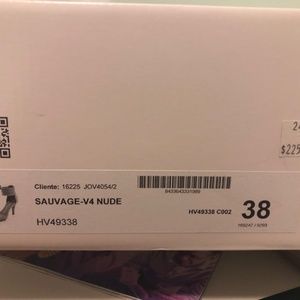 $225
Cliente: 16225 JOV4054/2
SAUVAGE-V4 NUDE
HV49338
HV49338 C002
38